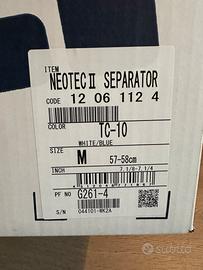 ITEM
NEOTEC II SEPARATOR
CODE 12 06 112 4
COLOR
TC-10
WHITE/BLUE
SIZE
M 57-58cm
INCH 7.1/8-7.1/4
PF NO G261-4
S/N 044101-WK2A
subito